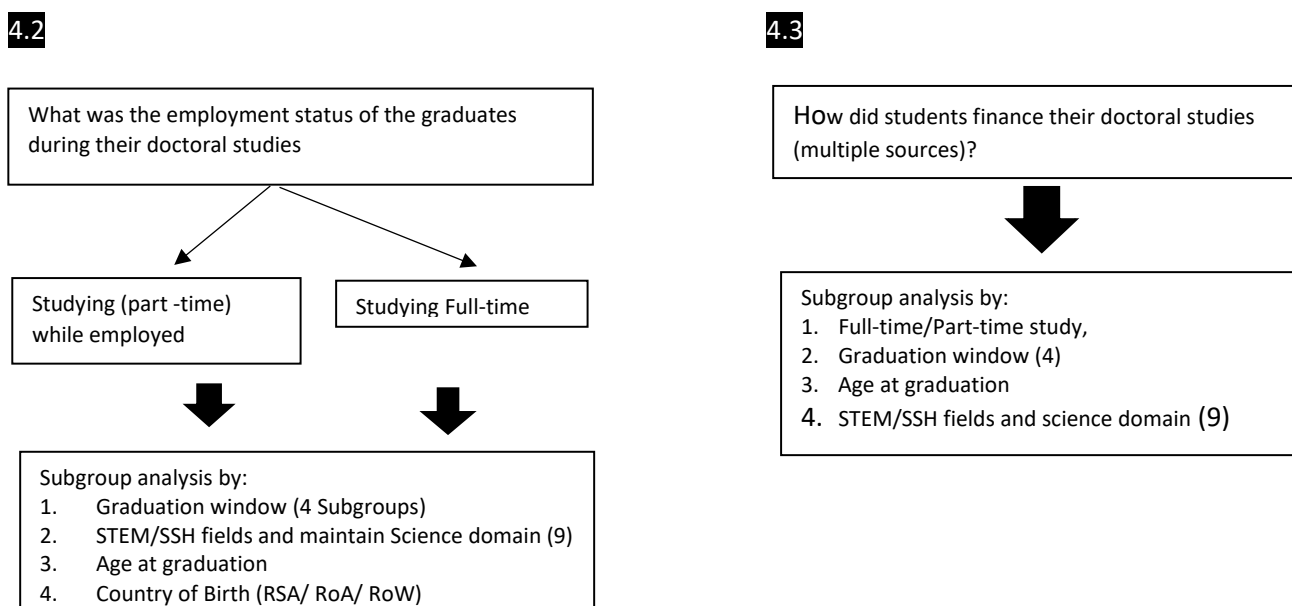 4.2
What was the employment status of the graduates
during their doctoral studies
Studying (part -time)
while employed
Studying Full-time
Subgroup analysis by:
1. Graduation window (4 Subgroups)
2. STEM/SSH fields and maintain Science domain (9)
3. Age at graduation
4. Country of Birth (RSA/ RoA/ RoW)
4.3
How did students finance their doctoral studies
(multiple sources)?
Subgroup analysis by:
1. Full-time/Part-time study,
2. Graduation window (4)
3. Age at graduation
4. STEM/SSH fields and science domain (9)